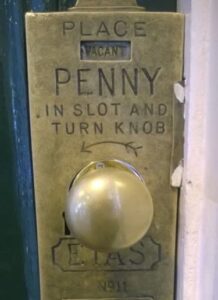 PLACE
VACANT
PENNY
IN SLOT AND
TURN KNOB
No 11